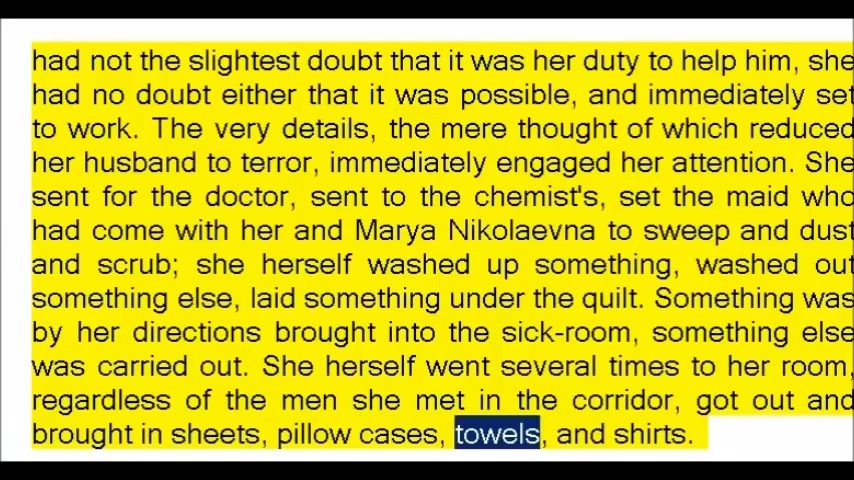 had not the slightest doubt that it was her duty to help him, she
had no doubt either that it was possible, and immediately set
to work. The very details, the mere thought of which reduced
her husband to terror, immediately engaged her attention. She
sent for the doctor, sent to the chemist's, set the maid who
had come with her and Marya Nikolaevna to sweep and dust
and scrub; she herself washed up something, washed out
something else, laid something under the quilt. Something was
by her directions brought into the sick-room, something else
was carried out. She herself went several times to her room,
regardless of the men she met in the corridor, got out and
brought in sheets, pillow cases, towels, and shirts.